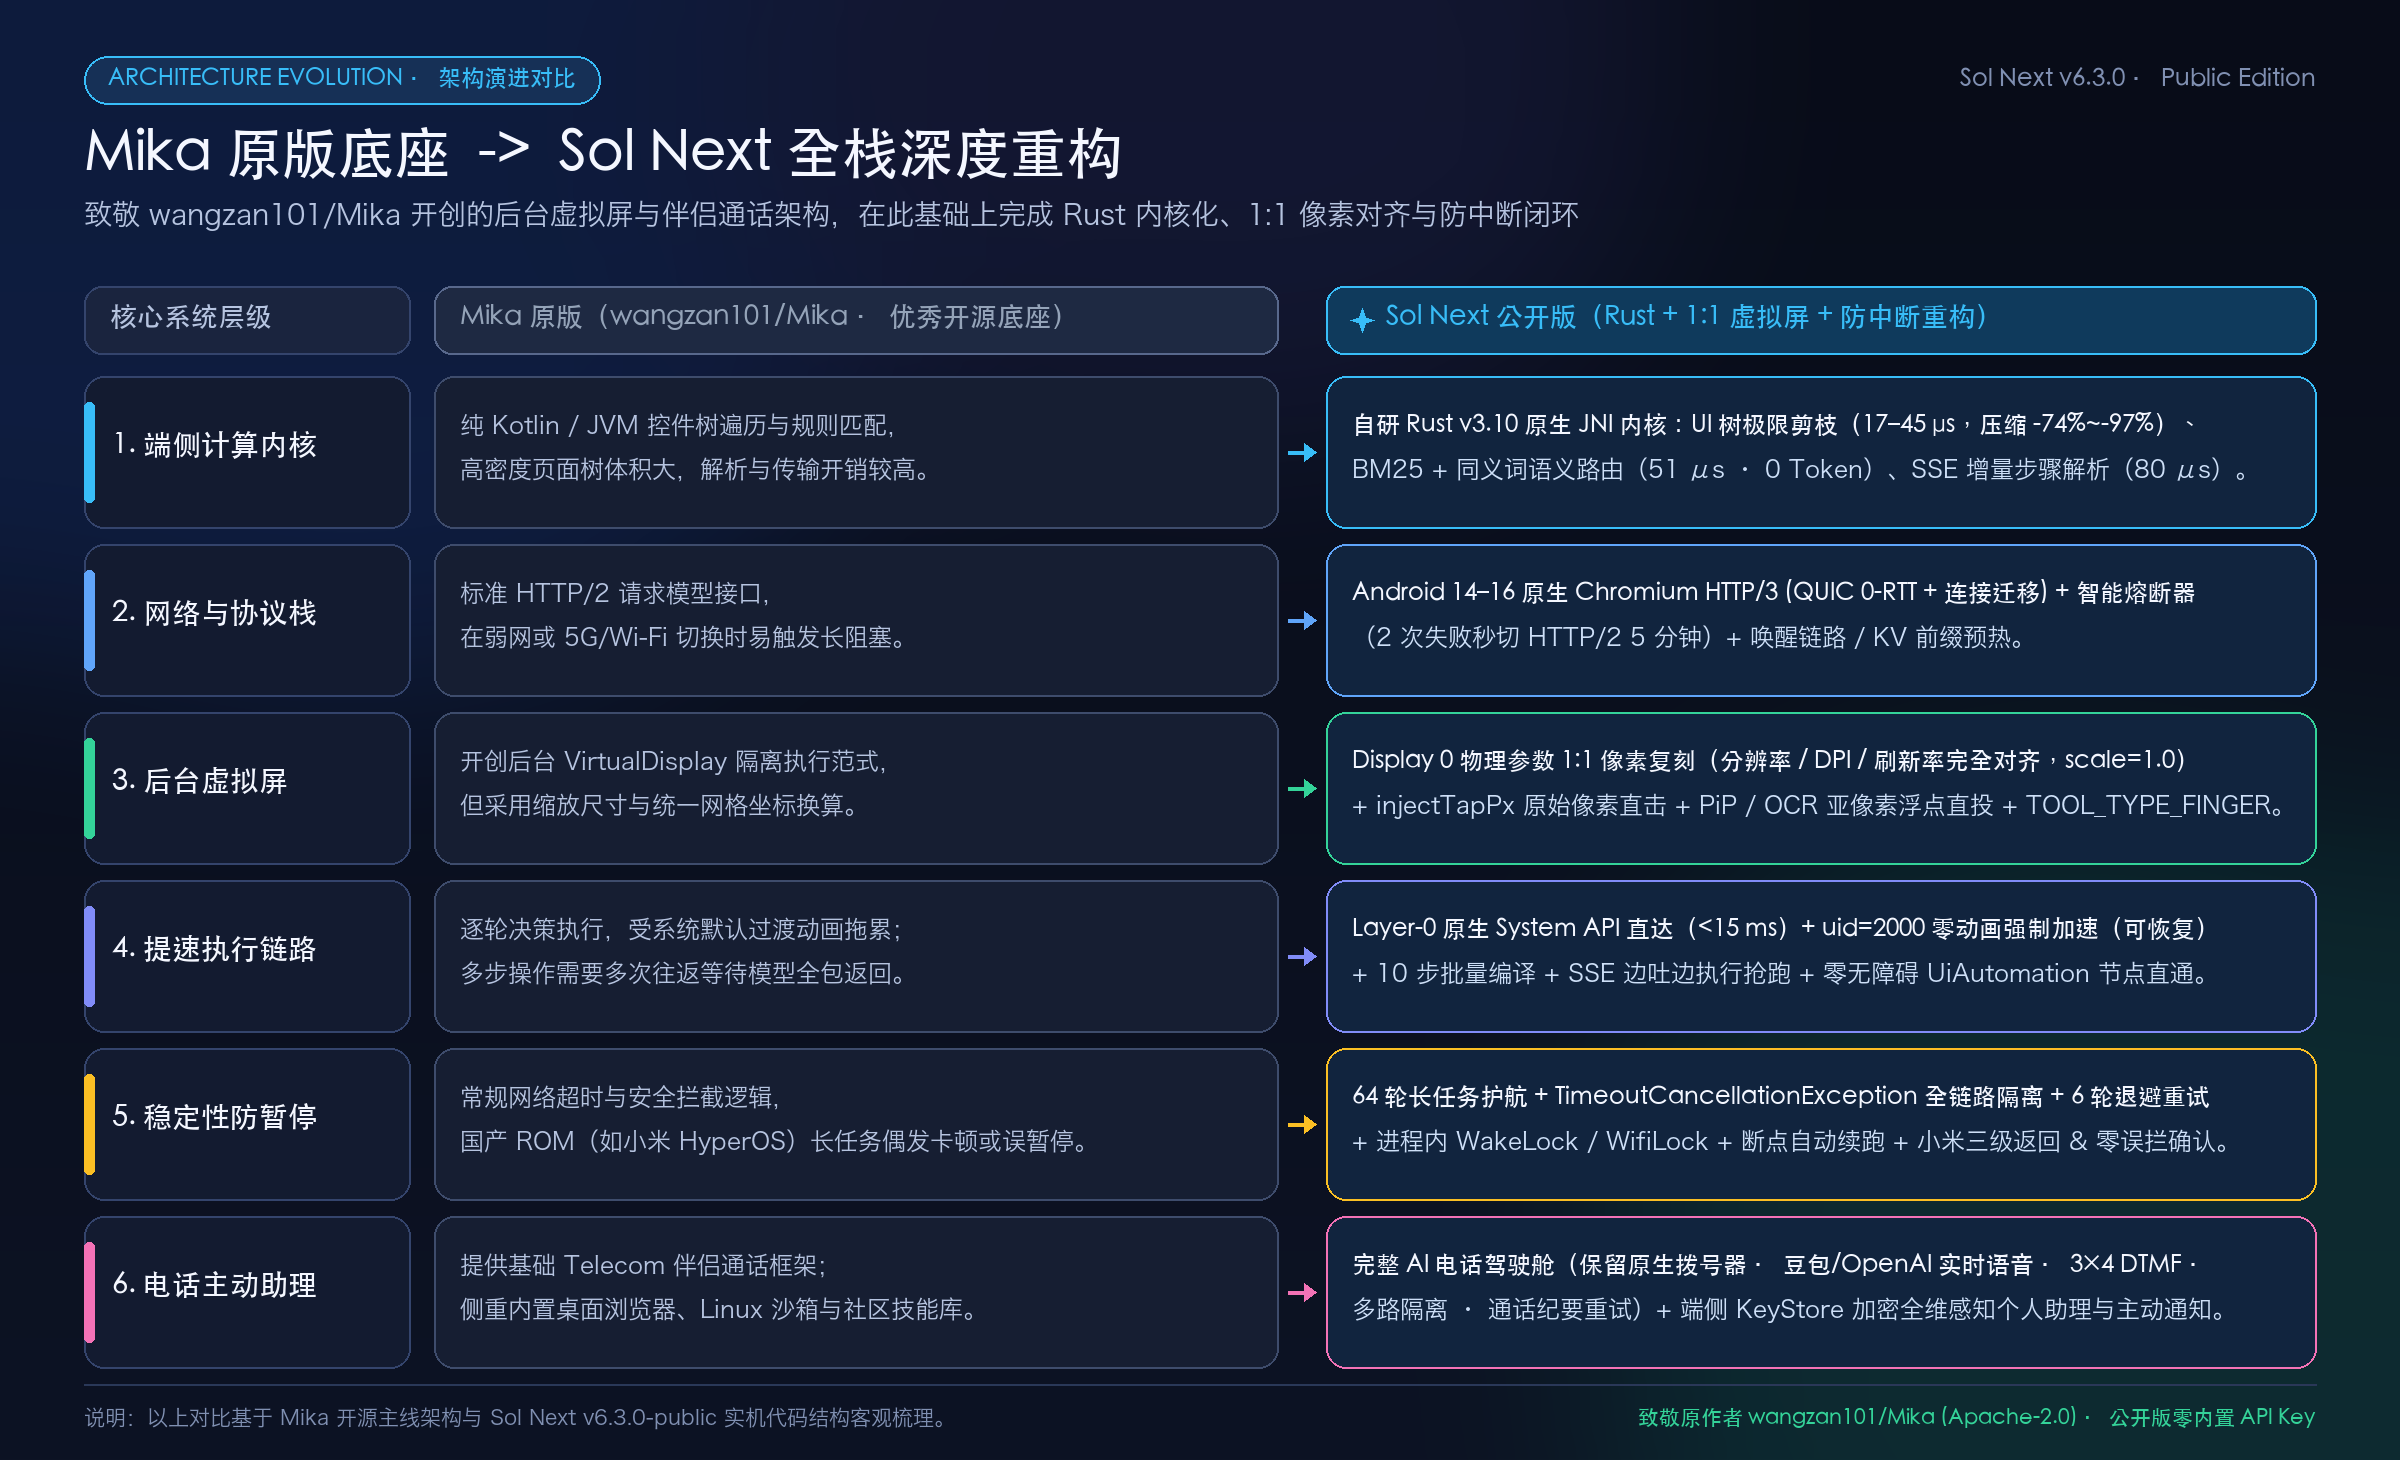 ARCHITECTURE EVOLUTION · 架构演进对比
Sol Next v6.3.0 · Public Edition
Mika 原版底座 -> Sol Next 全栈深度重构
致敬 wangzan101/Mika 开创的后台虚拟屏与伴侣通话架构，在此基础上完成 Rust 内核化、1:1 像素对齐与防中断闭环
核心系统层级
Mika 原版（wangzan101/Mika · 优秀开源底座）
Sol Next 公开版（Rust + 1:1 虚拟屏 + 防中断重构）
1. 端侧计算内核
纯 Kotlin / JVM 控件树遍历与规则匹配，
高密度页面树体积大，解析与传输开销较高。
自研 Rust v3.10 原生 JNI 内核：UI 树极限剪枝（17–45 µs，压缩 -74%~-97%）、
BM25 + 同义词语义路由（51 μs · 0 Token）、SSE 增量步骤解析（80 μs）。
2. 网络与协议栈
标准 HTTP/2 请求模型接口，
在弱网或 5G/Wi-Fi 切换时易触发长阻塞。
Android 14–16 原生 Chromium HTTP/3 (QUIC 0-RTT + 连接迁移) + 智能熔断器
（2 次失败秒切 HTTP/2 5 分钟）+ 唤醒链路 / KV 前缀预热。
3. 后台虚拟屏
开创后台 VirtualDisplay 隔离执行范式，
但采用缩放尺寸与统一网格坐标换算。
Display 0 物理参数 1:1 像素复刻（分辨率 / DPI / 刷新率完全对齐，scale=1.0）
+ injectTapPx 原始像素直击 + PiP / OCR 亚像素浮点直投 + TOOL_TYPE_FINGER。
4. 提速执行链路
逐轮决策执行，受系统默认过渡动画拖累；
多步操作需要多次往返等待模型全包返回。
Layer-0 原生 System API 直达（<15 ms）+ uid=2000 零动画强制加速（可恢复）
+ 10 步批量编译 + SSE 边吐边执行抢跑 + 零无障碍 UiAutomation 节点直通。
5. 稳定性防暂停
常规网络超时与安全拦截逻辑，
国产 ROM（如小米 HyperOS）长任务偶发卡顿或误暂停。
64 轮长任务护航 + TimeoutCancellationException 全链路隔离 + 6 轮退避重试
+ 进程内 WakeLock / WifiLock + 断点自动续跑 + 小米三级返回 & 零误拦确认。
6. 电话主动助理
提供基础 Telecom 伴侣通话框架；
侧重内置桌面浏览器、Linux 沙箱与社区技能库。
完整 AI 电话驾驶舱（保留原生拨号器 · 豆包/OpenAI 实时语音 · 3×4 DTMF ·
多路隔离 · 通话纪要重试）+ 端侧 KeyStore 加密全维感知个人助理与主动通知。
说明：以上对比基于 Mika 开源主线架构与 Sol Next v6.3.0-public 实机代码结构客观梳理。
致敬原作者 wangzan101/Mika (Apache-2.0) · 公开版零内置 API Key